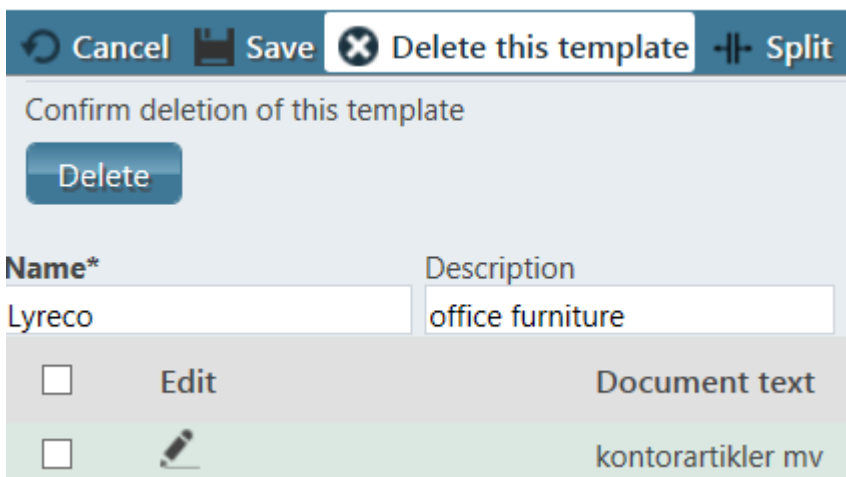 Cancel Save Delete this template Split
Confirm deletion of this template
Delete
Name* Description
Lyreco office furniture
Edit Document text
kontorartikler mv